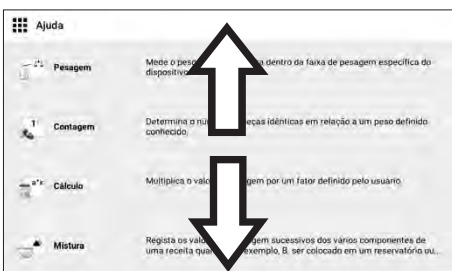 Ajuda
Pesagem
Mede o peso dentro da faixa de pesagem específica do
dispositivo
Contagem
Determina o eças idênticas em relação a um peso definido
conhecido.
Cálculo
Multiplica o valo agem por um fator definido pelo usuário
Mistura
Regista os valo gem sucessivos dos vários componentes de
uma receita qua exemplo, B. ser colocado em um reservatório ou...